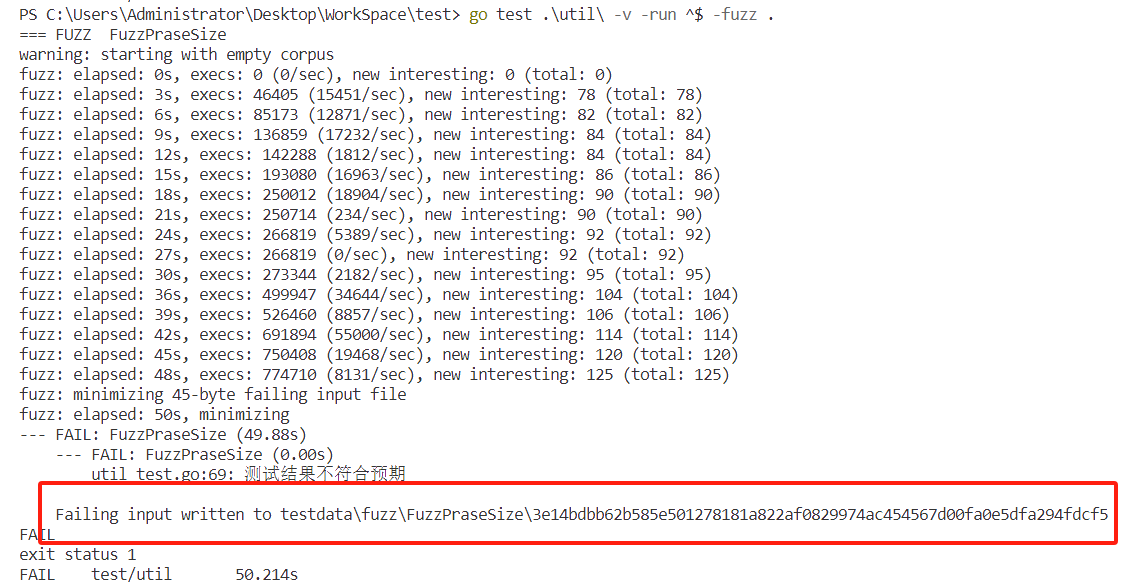 PS C:\Users\Administrator\Desktop\WorkSpace\test> go test .\util\ -v -run ^$ -fuzz .
=== FUZZ  FuzzPraseSize
warning: starting with empty corpus
fuzz: elapsed: 0s, execs: 0 (0/sec), new interesting: 0 (total: 0)
fuzz: elapsed: 3s, execs: 46405 (15451/sec), new interesting: 78 (total: 78)
fuzz: elapsed: 6s, execs: 85173 (12871/sec), new interesting: 82 (total: 82)
fuzz: elapsed: 9s, execs: 136859 (17232/sec), new interesting: 84 (total: 84)
fuzz: elapsed: 12s, execs: 142288 (1812/sec), new interesting: 84 (total: 84)
fuzz: elapsed: 15s, execs: 193080 (16963/sec), new interesting: 86 (total: 86)
fuzz: elapsed: 18s, execs: 250012 (18904/sec), new interesting: 90 (total: 90)
fuzz: elapsed: 21s, execs: 250714 (234/sec), new interesting: 90 (total: 90)
fuzz: elapsed: 24s, execs: 266819 (5389/sec), new interesting: 92 (total: 92)
fuzz: elapsed: 27s, execs: 266819 (0/sec), new interesting: 92 (total: 92)
fuzz: elapsed: 30s, execs: 273344 (2182/sec), new interesting: 95 (total: 95)
fuzz: elapsed: 36s, execs: 499947 (34644/sec), new interesting: 104 (total: 104)
fuzz: elapsed: 39s, execs: 526460 (8857/sec), new interesting: 106 (total: 106)
fuzz: elapsed: 42s, execs: 691894 (55000/sec), new interesting: 114 (total: 114)
fuzz: elapsed: 45s, execs: 750408 (19468/sec), new interesting: 120 (total: 120)
fuzz: elapsed: 48s, execs: 774710 (8131/sec), new interesting: 125 (total: 125)
fuzz: minimizing 45-byte failing input file
fuzz: elapsed: 50s, minimizing
--- FAIL: FuzzPraseSize (49.88s)
    --- FAIL: FuzzPraseSize (0.00s)
        util_test.go:69: 测试结果不符合预期
    Failing input written to testdata\fuzz\FuzzPraseSize\3e14bdbb62b585e501278181a822af0829974ac454567d00fa0e5dfa294fdcf5
FAIL
exit status 1
FAIL    test/util       50.214s